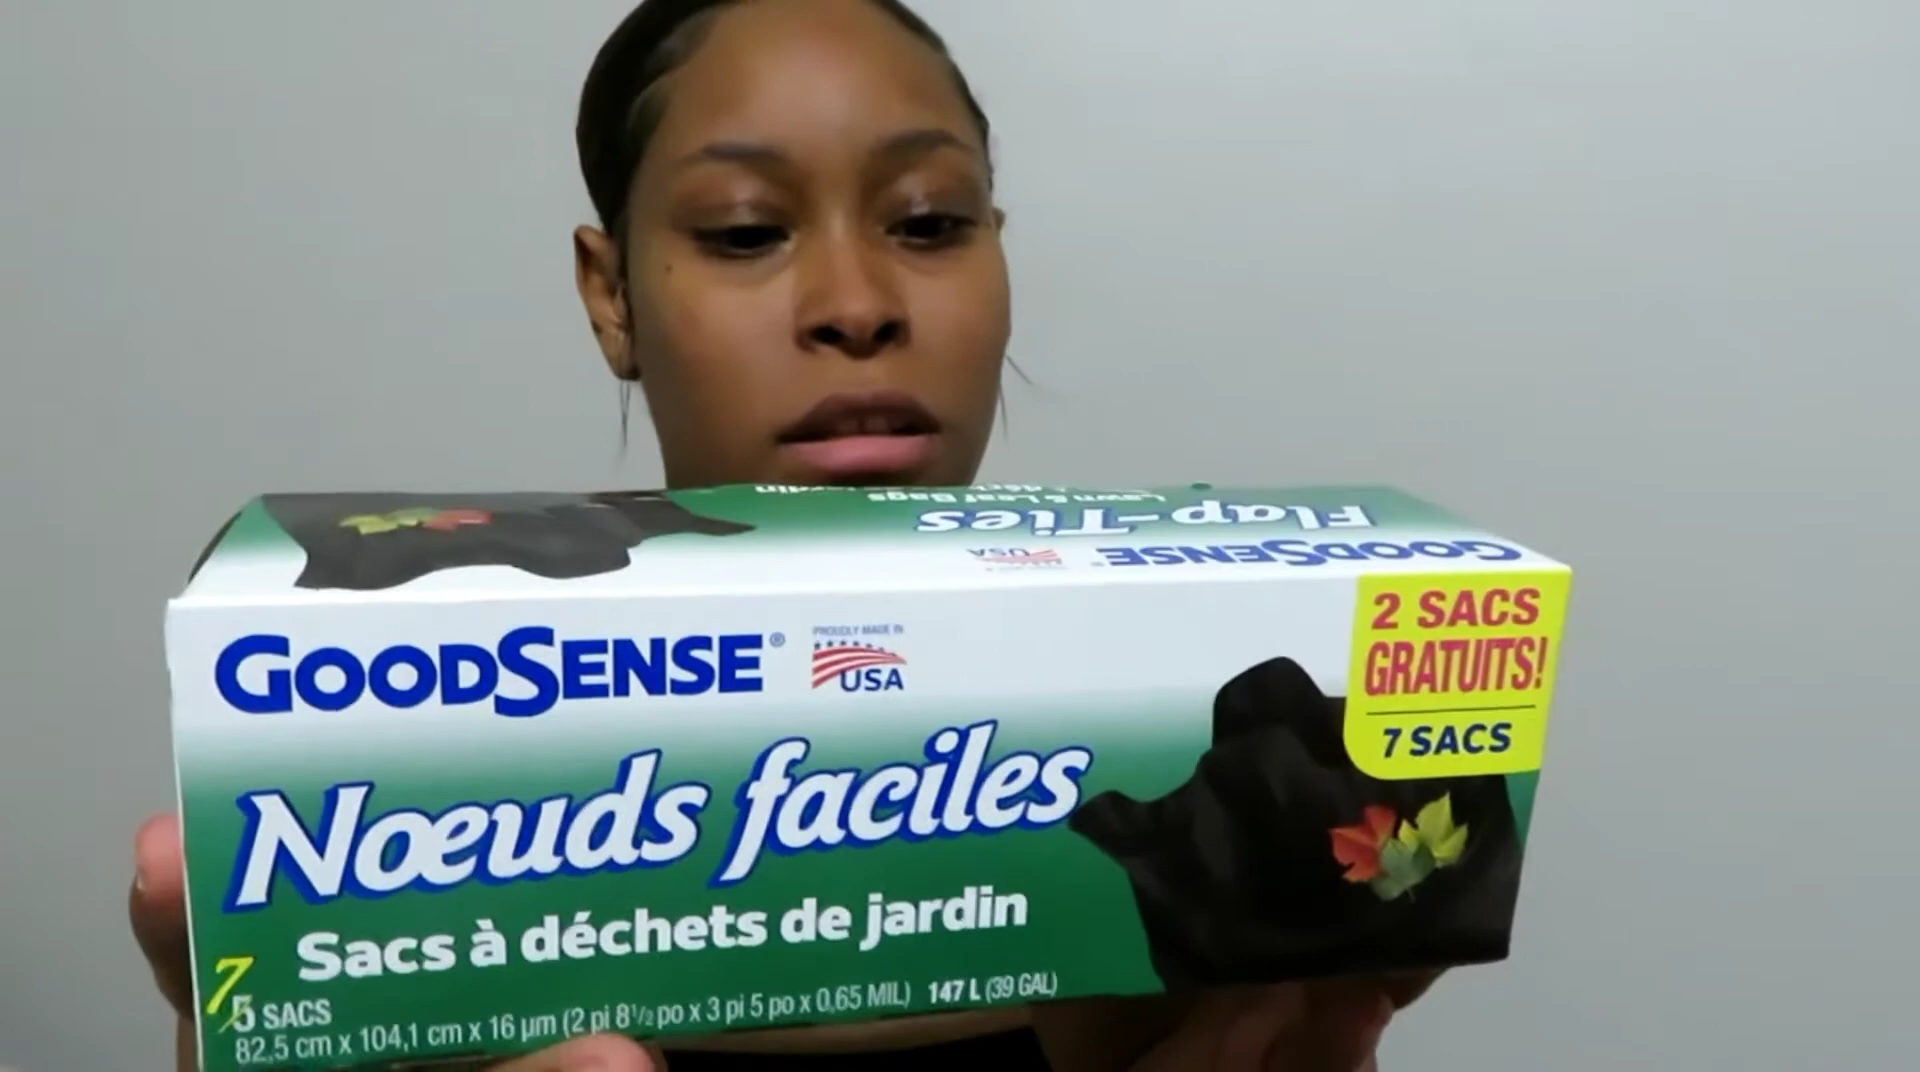 Lawn & Leaf Bags
Flap-Ties
GOODSENSE
USA
GOODSENSE®
PROUDLY MADE IN
USA
2 SACS
GRATUITS!
7 SACS
Nœuds faciles
Sacs à déchets de jardin
7
5 SACS
82,5 cm x 104,1 cm x 16 µm (2 pi 8½ po x 3 pi 5 po x 0,65 MIL) 147 L (39 GAL)